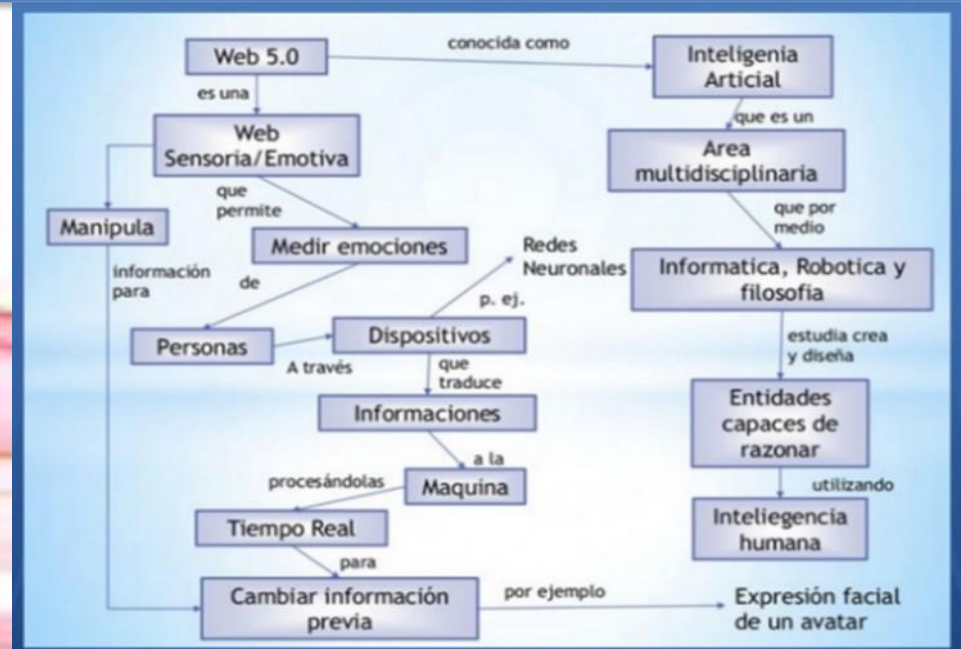 Web 5.0
conocida como
Inteligenia
Articial
es una
que es un
Web
Sensoria/Emotiva
Area
multidisciplinaria
que
permite
que por
medio
Manipula
Medir emociones
Redes
Neuronales
Informatica, Robotica y
filosofia
información
para
de
p. ej.
Personas
A través
Dispositivos
estudia crea
y diseña
que
traduce
Entidades
capaces de
razonar
Informaciones
a la
procesándolas
Maquina
utilizando
Tiempo Real
Inteliegencia
humana
para
Cambiar información
previa
por ejemplo
Expresión facial
de un avatar